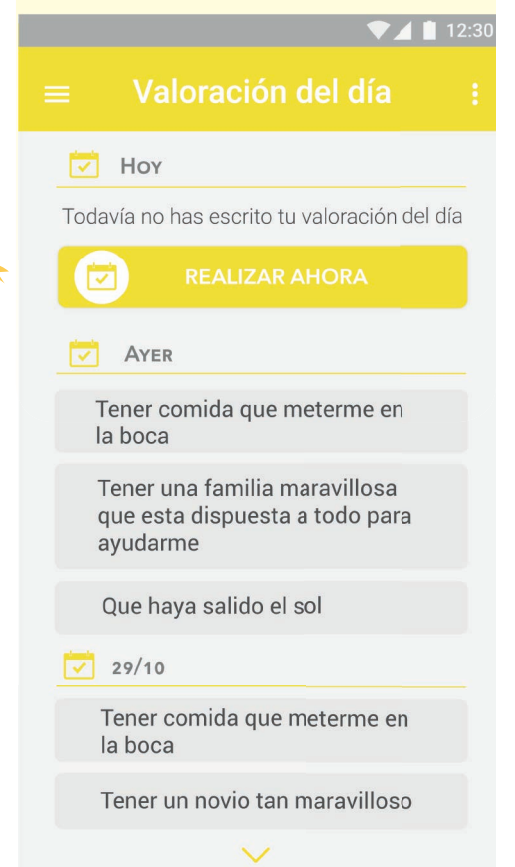 12:30
Valoración del día
Hoy
Todavía no has escrito tu valoración del día
REALIZAR AHORA
Ayer
Tener comida que meterme en
la boca
Tener una familia maravillosa
que esta dispuesta a todo para
ayudarme
Que haya salido el sol
29/10
Tener comida que meterme en
la boca
Tener un novio tan maravilloso